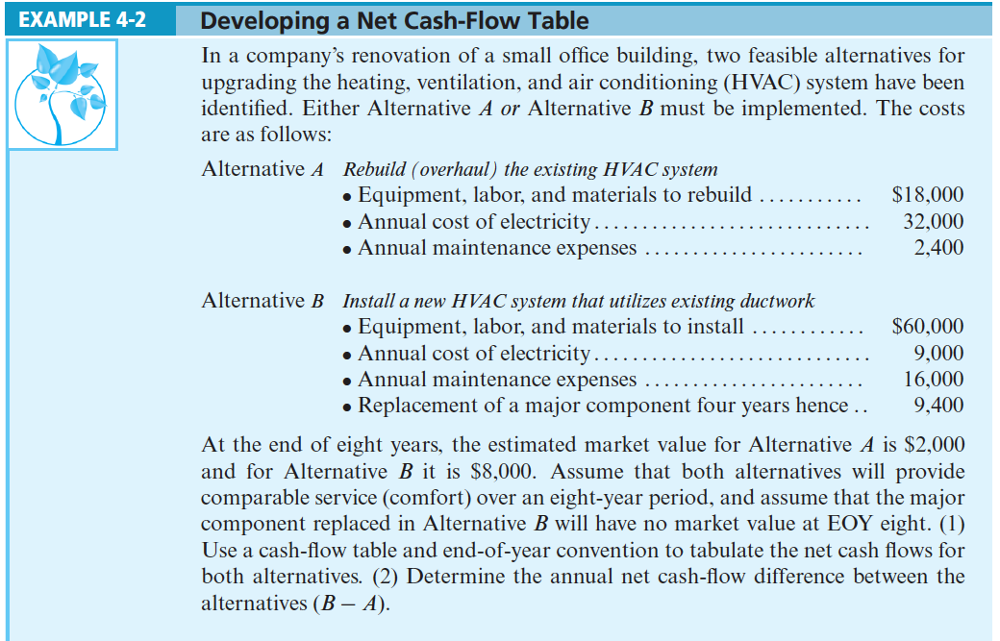 EXAMPLE 4-2 Developing a Net Cash-Flow Table
In a company’s renovation of a small office building, two feasible alternatives for
upgrading the heating, ventilation, and air conditioning (HVAC) system have been
identified. Either Alternative A or Alternative B must be implemented. The costs
are as follows:
Alternative A Rebuild (overhaul) the existing HVAC system
• Equipment, labor, and materials to rebuild ........... $18,000
• Annual cost of electricity............................. 32,000
• Annual maintenance expenses ....................... 2,400
Alternative B Install a new HVAC system that utilizes existing ductwork
• Equipment, labor, and materials to install ............ $60,000
• Annual cost of electricity............................. 9,000
• Annual maintenance expenses ....................... 16,000
• Replacement of a major component four years hence .. 9,400
At the end of eight years, the estimated market value for Alternative A is $2,000
and for Alternative B it is $8,000. Assume that both alternatives will provide
comparable service (comfort) over an eight-year period, and assume that the major
component replaced in Alternative B will have no market value at EOY eight. (1)
Use a cash-flow table and end-of-year convention to tabulate the net cash flows for
both alternatives. (2) Determine the annual net cash-flow difference between the
alternatives (B − A).